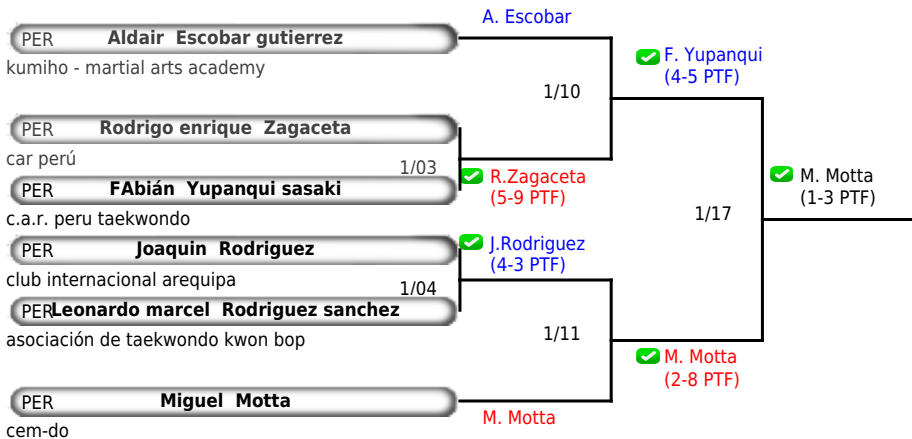 A. Escobar
PER Aldair Escobar gutierrez
kumiho - martial arts academy
F. Yupanqui
(4-5 PTF)
1/10
PER Rodrigo enrique Zagaceta
car perú
1/03
R.Zagaceta
(5-9 PTF)
PER FAbián Yupanqui sasaki
c.a.r. peru taekwondo
M. Motta
(1-3 PTF)
1/17
PER Joaquin Rodriguez
club internacional arequipa
J.Rodriguez
(4-3 PTF)
1/04
PER Leonardo marcel Rodriguez sanchez
asociación de taekwondo kwon bop
1/11
M. Motta
(2-8 PTF)
PER Miguel Motta
cem-do
M. Motta